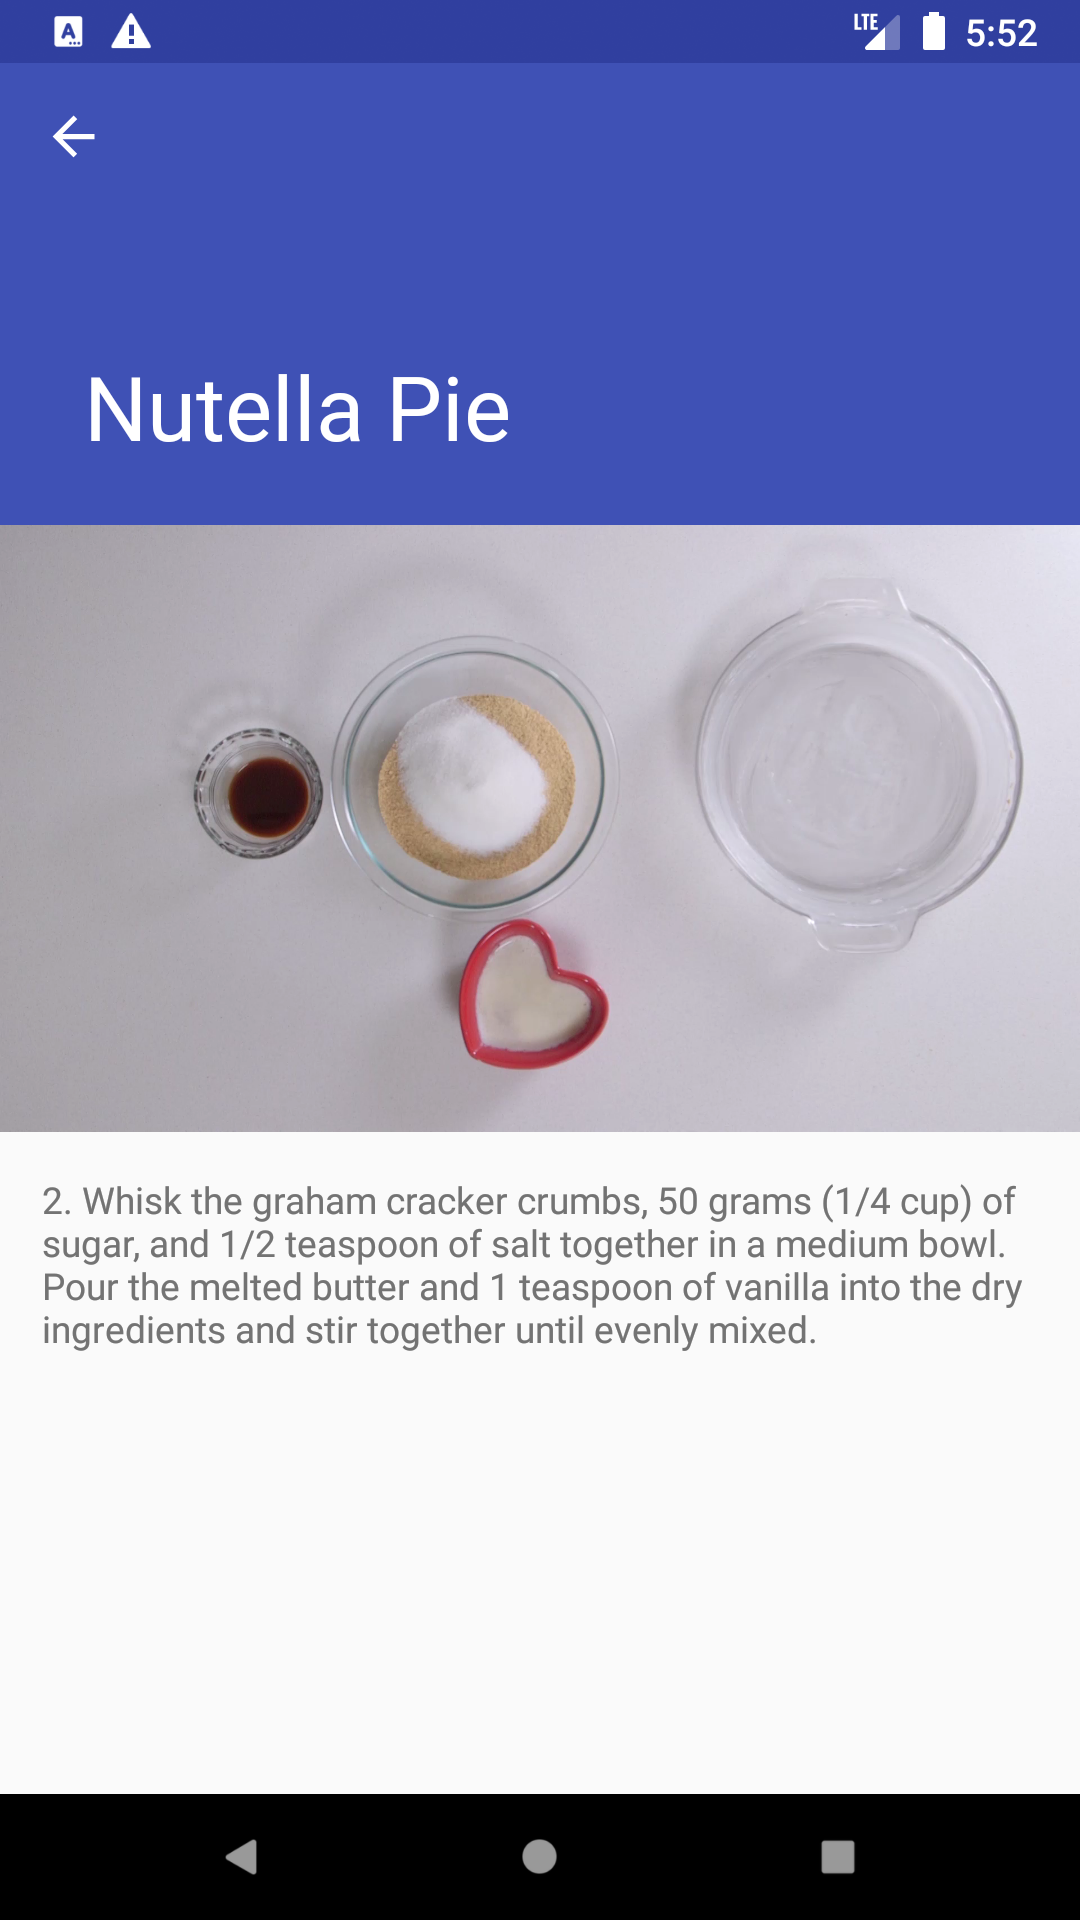 A
LTE
5:52
Nutella Pie
2. Whisk the graham cracker crumbs, 50 grams (1/4 cup) of
sugar, and 1/2 teaspoon of salt together in a medium bowl.
Pour the melted butter and 1 teaspoon of vanilla into the dry
ingredients and stir together until evenly mixed.